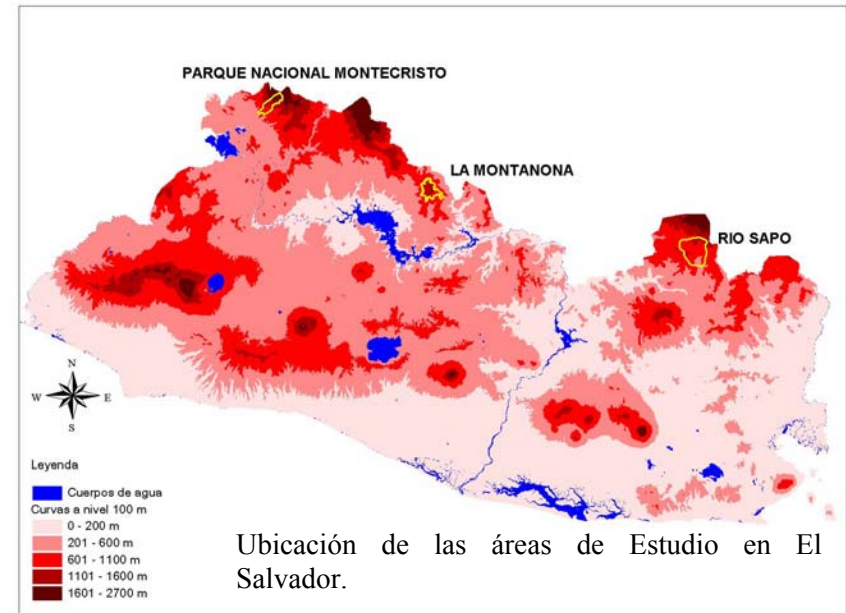 PARQUE NACIONAL MONTECRISTO
LA MONTANONA
RIO SAPO
N
W E
S
Leyenda
Cuerpos de agua
Curvas a nivel 100 m
0 - 200 m
201 - 600 m
601 - 1100 m
1101 - 1600 m
1601 - 2700 m
Ubicación de las áreas de Estudio en El
Salvador.